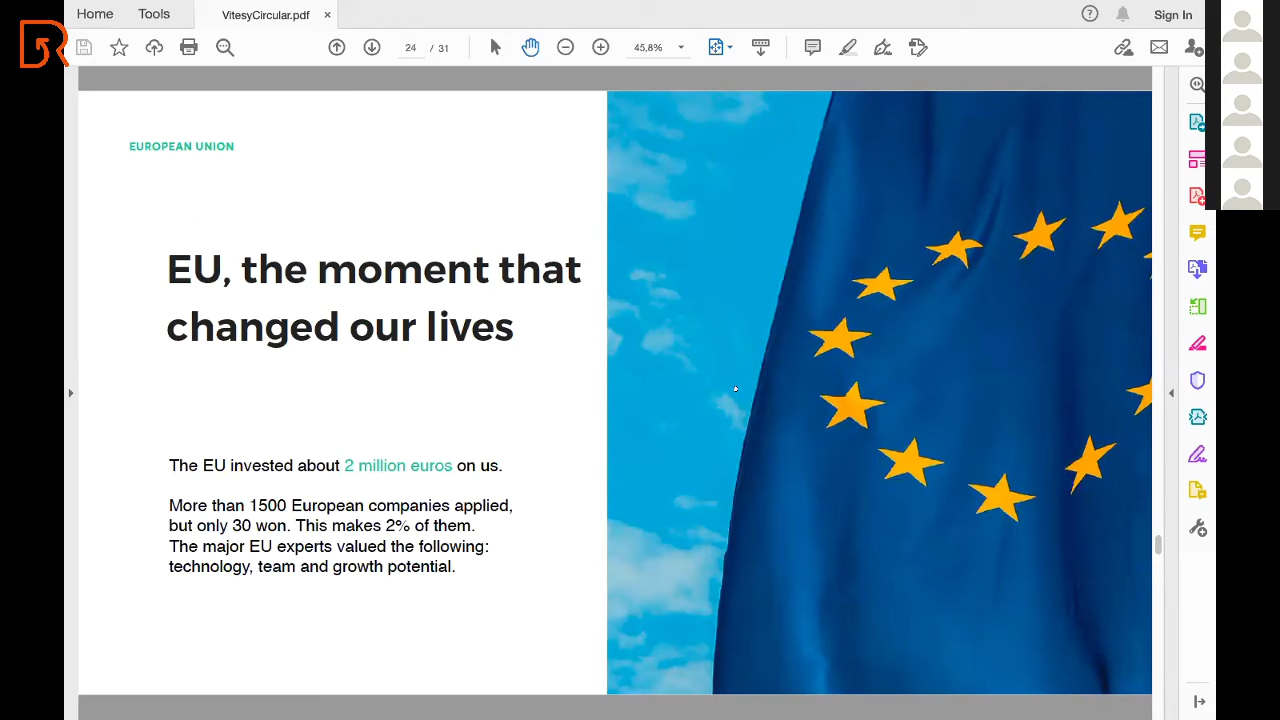 Home Tools VitesyCircular.pdf × Sign In
24 / 31 45,8%
EUROPEAN UNION
EU, the moment that
changed our lives
The EU invested about 2 million euros on us.
More than 1500 European companies applied,
but only 30 won. This makes 2% of them.
The major EU experts valued the following:
technology, team and growth potential.